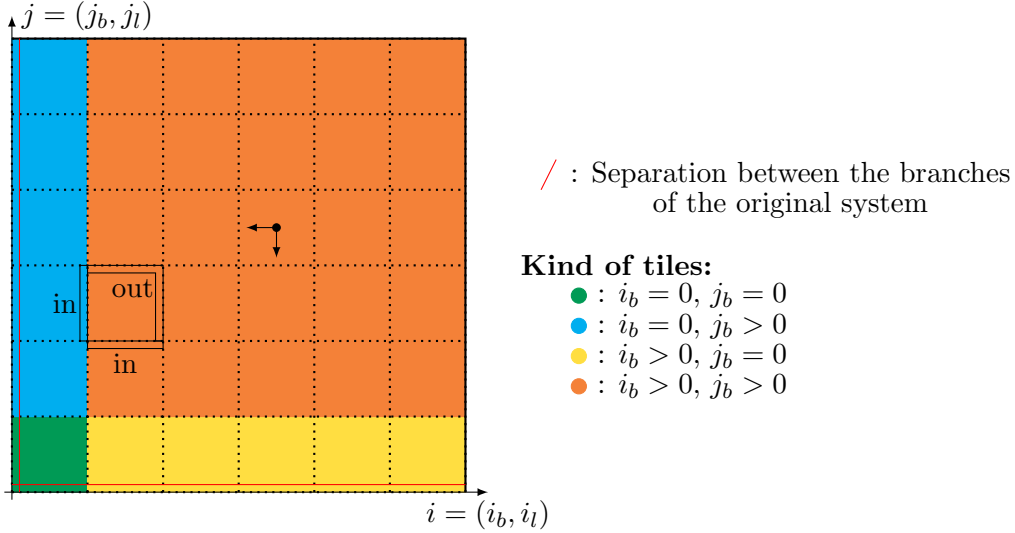 j = (j_b, j_l)
in
out
in
i = (i_b, i_l)
: Separation between the branches
of the original system
Kind of tiles:
: i_b = 0, j_b = 0
: i_b = 0, j_b > 0
: i_b > 0, j_b = 0
: i_b > 0, j_b > 0